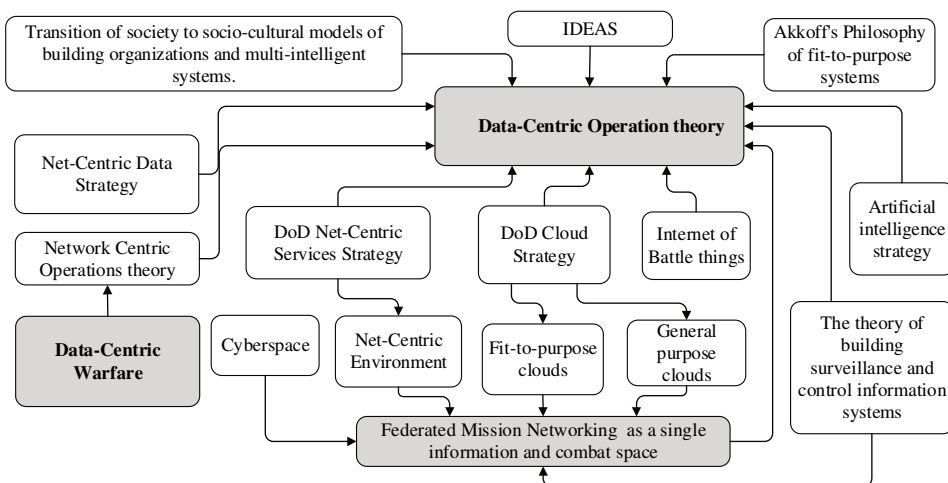 Transition of society to socio-cultural models of
building organizations and multi-intelligent
systems.
IDEAS
Akkoff's Philosophy
of fit-to-purpose
systems
Data-Centric Operation theory
Net-Centric Data
Strategy
Network Centric
Operations theory
Data-Centric
Warfare
DoD Net-Centric
Services Strategy
DoD Cloud
Strategy
Internet of
Battle things
Artificial
intelligence
strategy
Cyberspace
Net-Centric
Environment
Fit-to-purpose
clouds
General
purpose
clouds
The theory of
building
surveillance and
control information
systems
Federated Mission Networking as a single
information and combat space